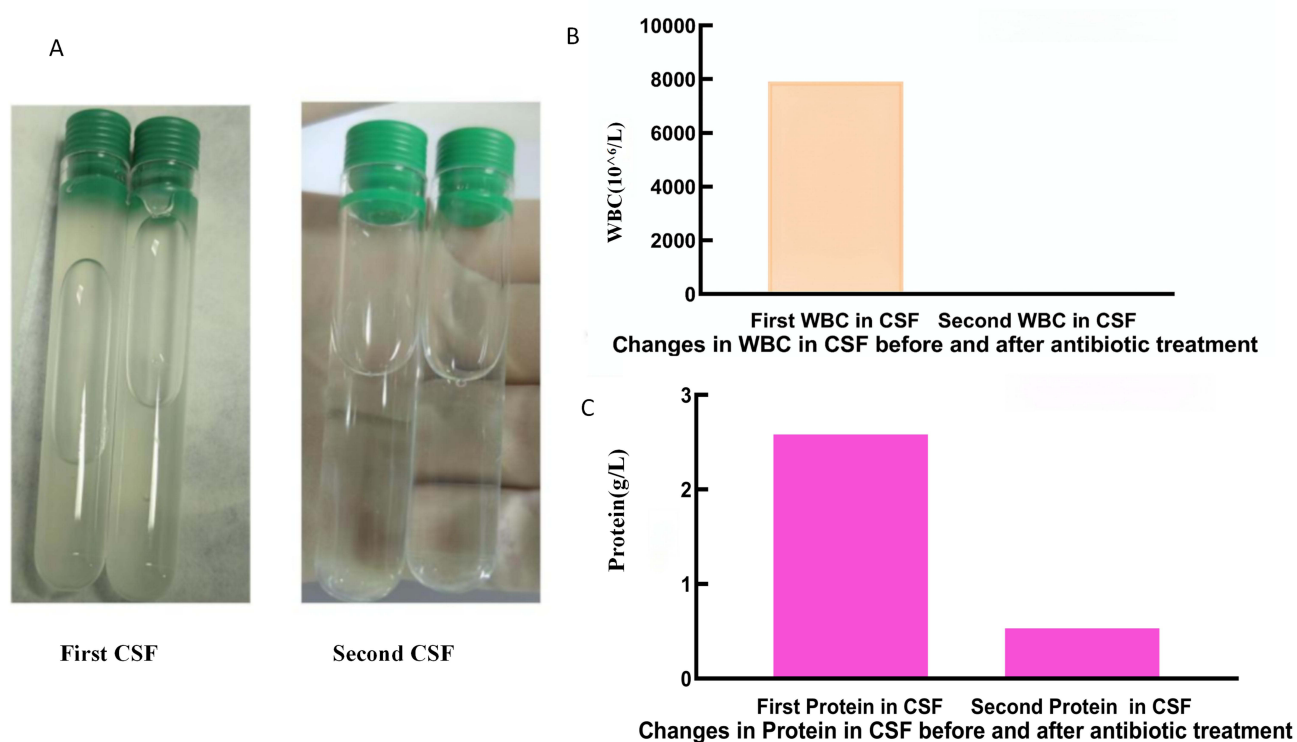 A
First CSF
Second CSF
B
WBC(10^⁶/L)
10000
8000
6000
4000
2000
0
First WBC in CSF
Second WBC in CSF
Changes in WBC in CSF before and after antibiotic treatment
C
Protein(g/L)
3
2
1
0
First Protein in CSF
Second Protein in CSF
Changes in Protein in CSF before and after antibiotic treatment